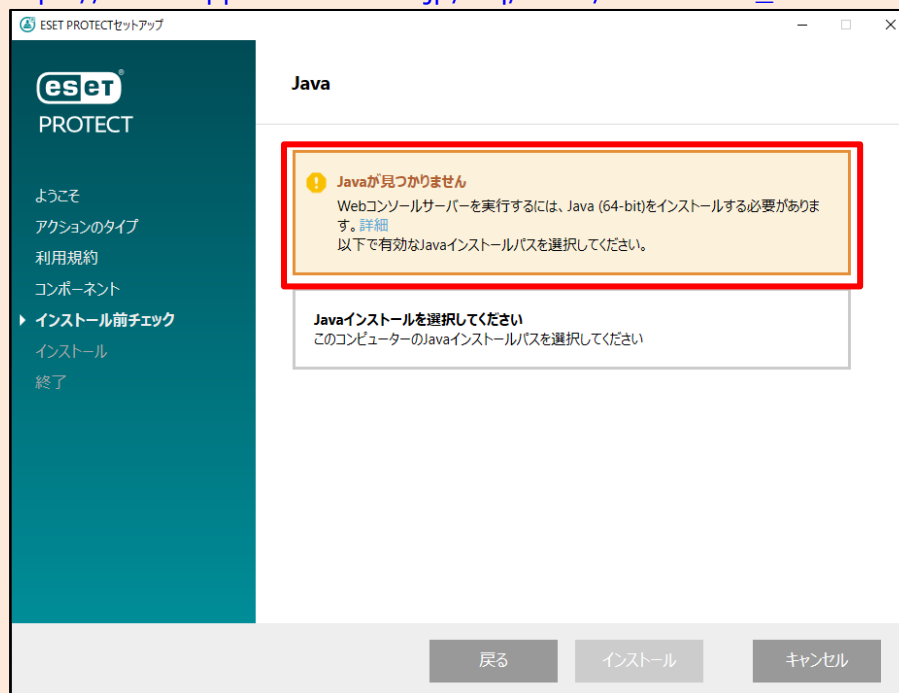 ESET PROTECTセットアップ
eseT
PROTECT
Java
ようこそ
アクションのタイプ
利用規約
コンポーネント
インストール前チェック
インストール
終了
Javaが見つかりません
Webコンソールサーバーを実行するには、Java (64-bit)をインストールする必要がありま
す。詳細
以下で有効なJavaインストールパスを選択してください。
Javaインストールを選択してください
このコンピューターのJavaインストールパスを選択してください
戻る
インストール
キャンセル